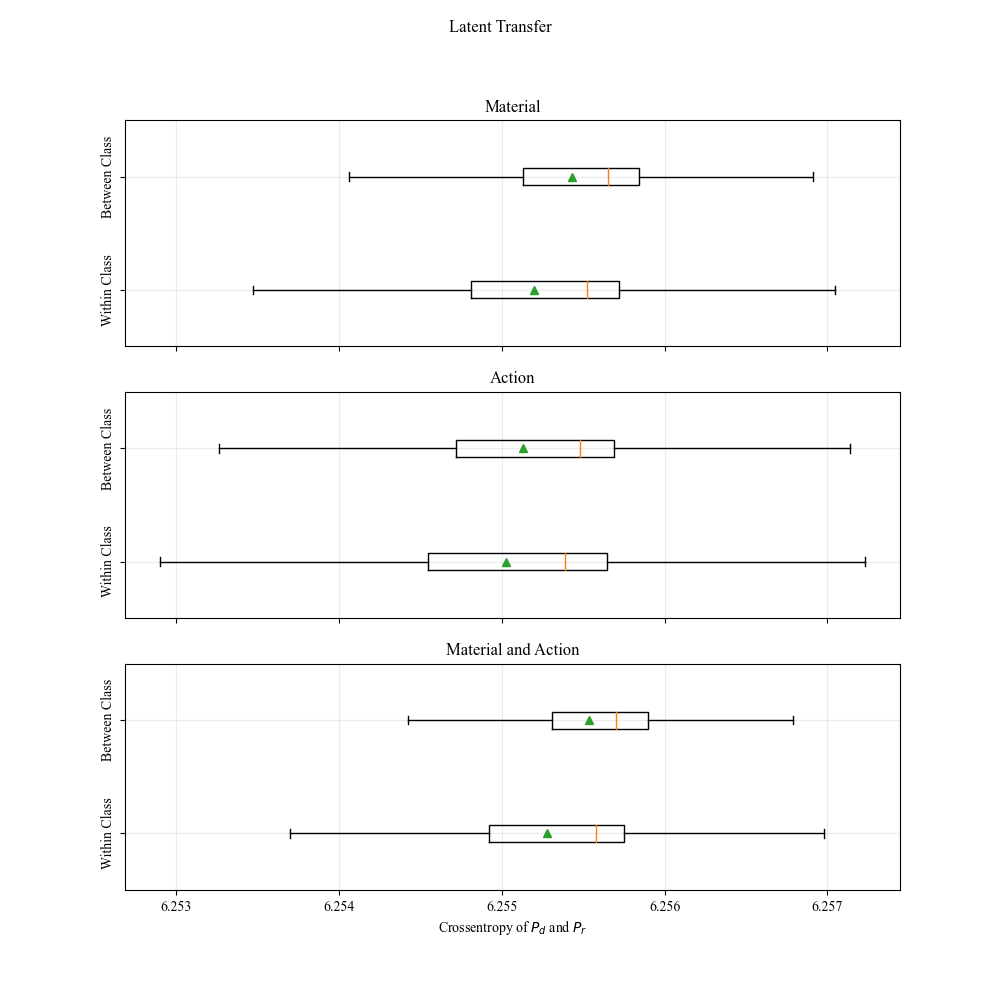 Latent Transfer
Material
Between Class
Within Class
Action
Between Class
Within Class
Material and Action
Between Class
Within Class
6.253 6.254 6.255 6.256 6.257
Crossentropy of P_d and P_r